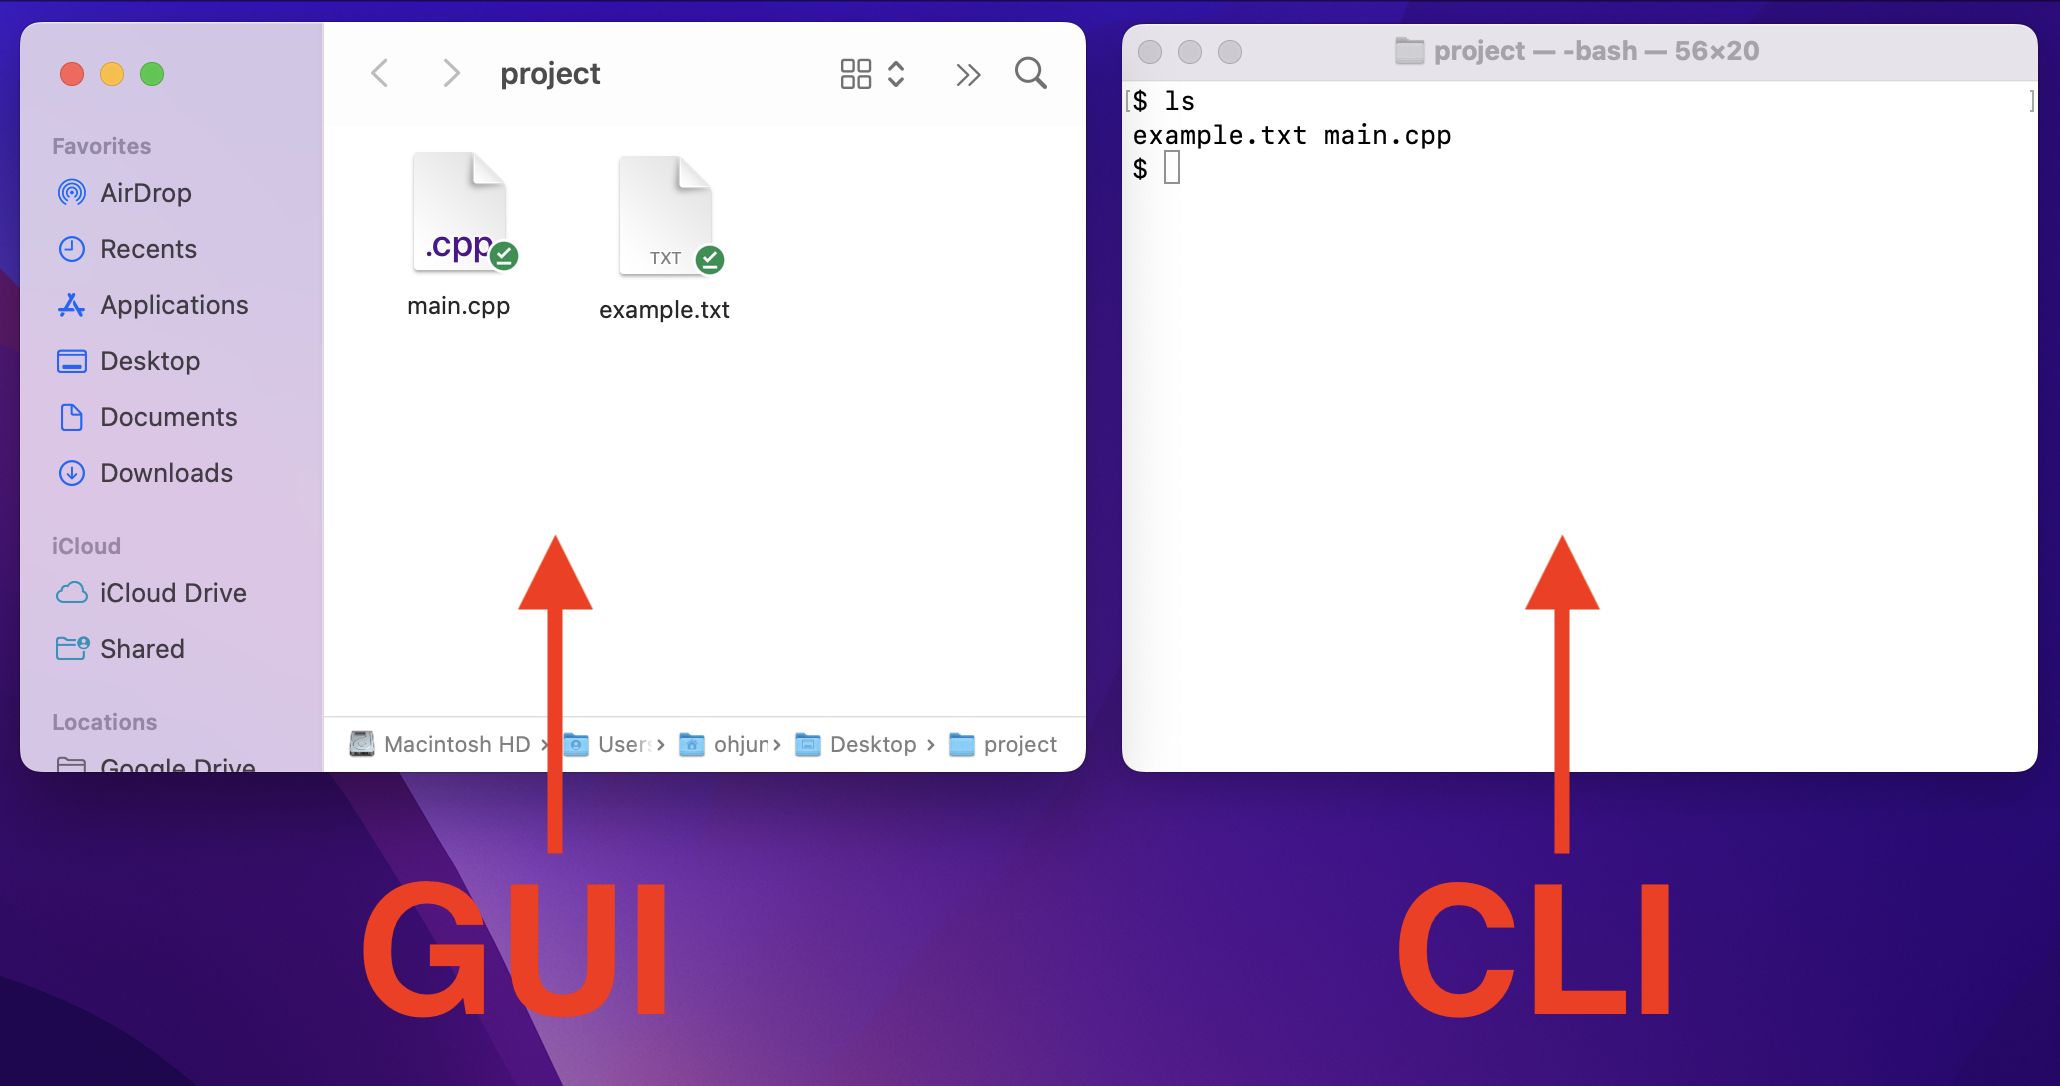 project
Favorites
AirDrop
Recents
Applications
Desktop
Documents
Downloads
iCloud
iCloud Drive
Shared
Locations
Google Drive
.cpp
main.cpp
TXT
example.txt
Macintosh HD › Users › ohjun › Desktop › project
project — -bash — 56×20
[$ ls ]
example.txt main.cpp
$
GUI
CLI